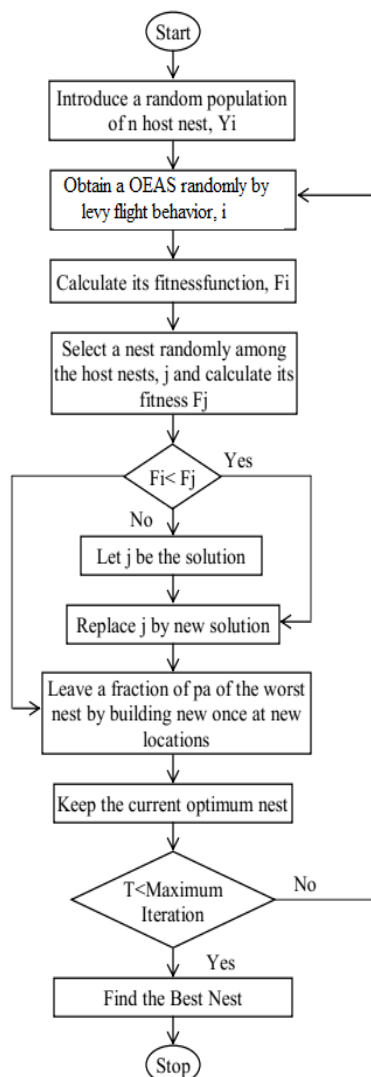 Start
Introduce a random population
of n host nest, Yi
Obtain a OEAS randomly by
levy flight behavior, i
Calculate its fitnessfunction, Fi
Select a nest randomly among
the host nests, j and calculate its
fitness Fj
Fi< Fj
Yes
No
Let j be the solution
Replace j by new solution
Leave a fraction of pa of the worst
nest by building new once at new
locations
Keep the current optimum nest
T<Maximum
Iteration
No
Yes
Find the Best Nest
Stop